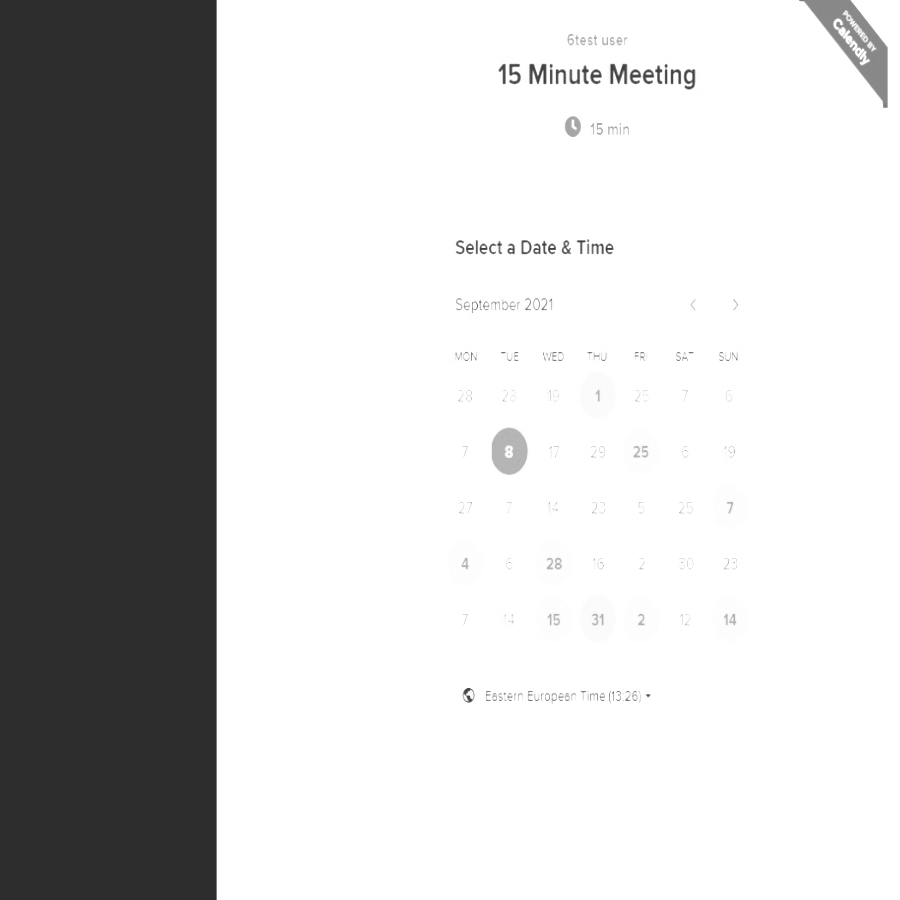 POWERED BY
Calendly
6test user
15 Minute Meeting
15 min
Select a Date & Time
September 2021
MON TUE WED THU FRI SAT SUN
28 23 19 1 25 7 6
7 8 17 29 25 6 19
27 7 14 23 5 25 7
4 6 28 16 2 30 23
7 14 15 31 2 12 14
Eastern European Time (13:26)